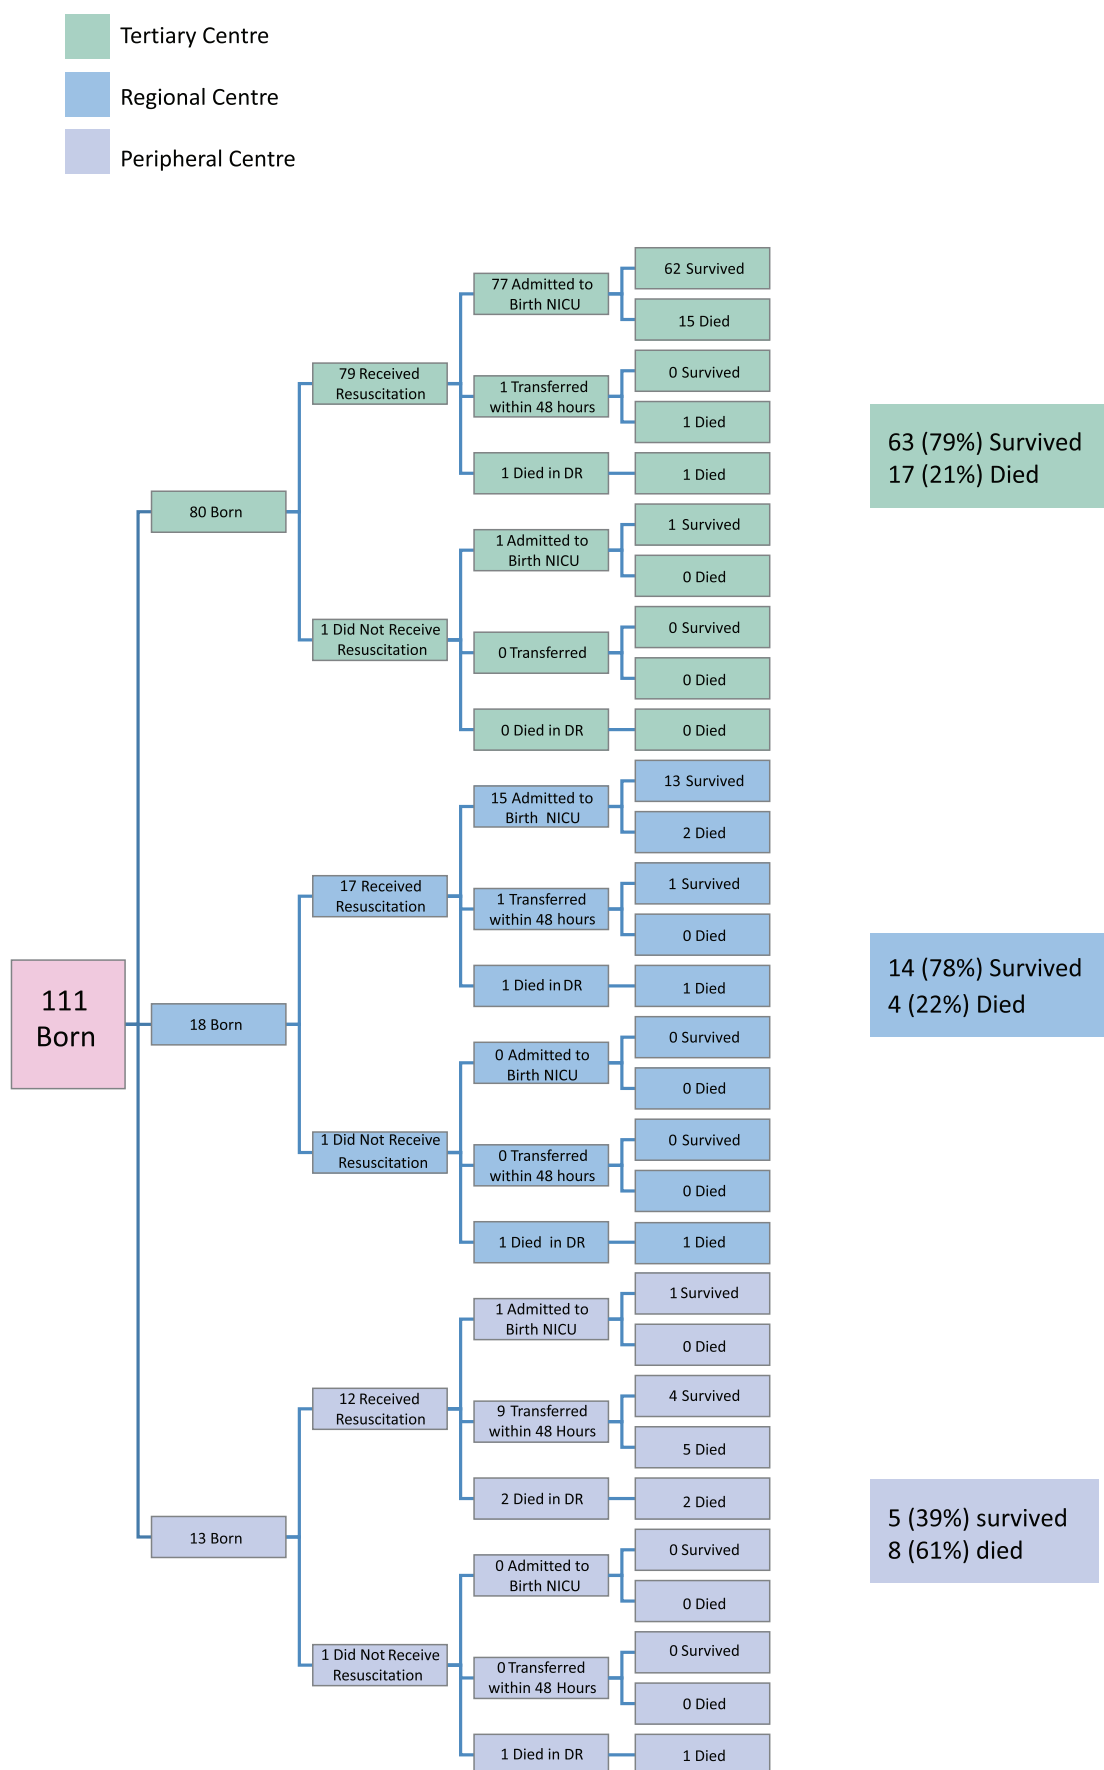 Tertiary Centre
Regional Centre
Peripheral Centre
62 Survived
77 Admitted to
Birth NICU
15 Died
0 Survived
79 Received
Resuscitation
1 Transferred
within 48 hours
1 Died
63 (79%) Survived
17 (21%) Died
1 Died in DR
1 Died
80 Born
1 Survived
1 Admitted to
Birth NICU
0 Died
0 Survived
1 Did Not Receive
Resuscitation
0 Transferred
0 Died
0 Died in DR
0 Died
13 Survived
15 Admitted to
Birth NICU
2 Died
1 Survived
17 Received
Resuscitation
1 Transferred
within 48 hours
0 Died
14 (78%) Survived
4 (22%) Died
1 Died in DR
1 Died
111
Born
18 Born
0 Survived
0 Admitted to
Birth NICU
0 Died
0 Survived
1 Did Not Receive
Resuscitation
0 Transferred
within 48 hours
0 Died
1 Died in DR
1 Died
1 Survived
1 Admitted to
Birth NICU
0 Died
4 Survived
12 Received
Resuscitation
9 Transferred
within 48 Hours
5 Died
2 Died in DR
2 Died
5 (39%) survived
8 (61%) died
13 Born
0 Survived
0 Admitted to
Birth NICU
0 Died
0 Survived
1 Did Not Receive
Resuscitation
0 Transferred
within 48 Hours
0 Died
1 Died in DR
1 Died